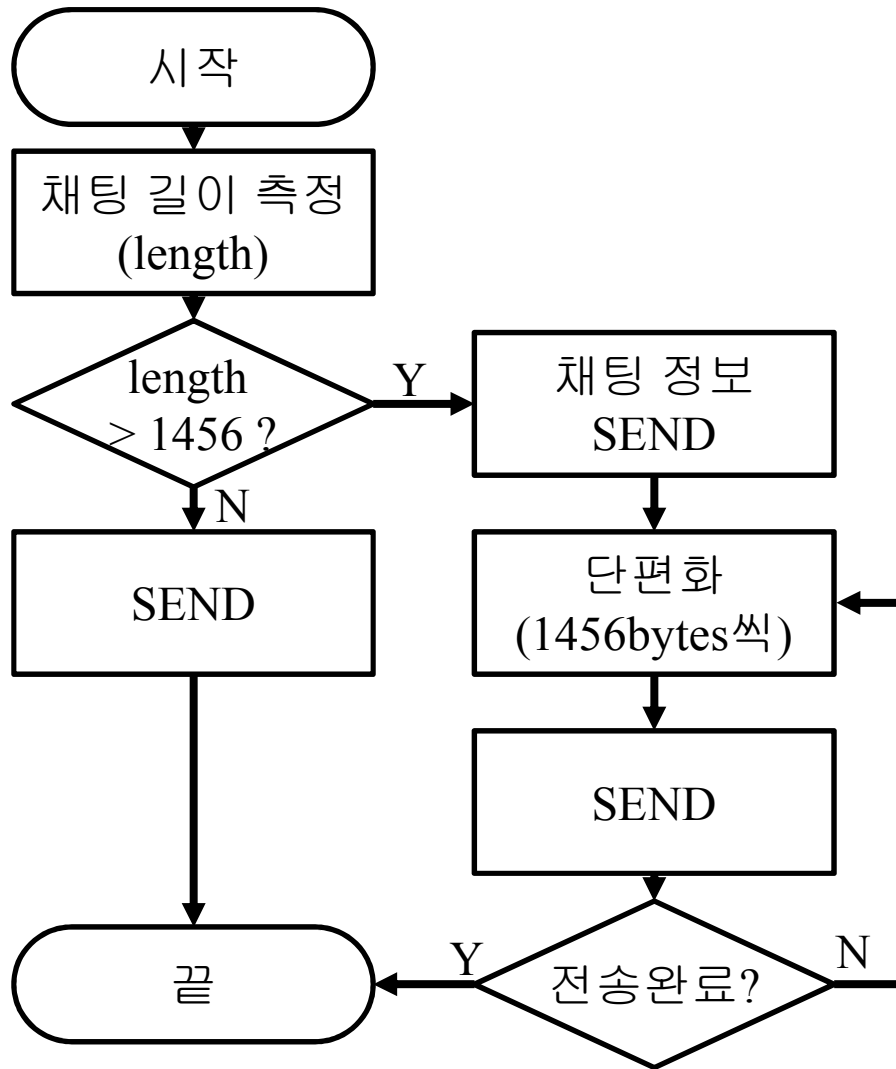 시작
채팅 길이 측정
(length)
length
> 1456 ?
Y
채팅 정보
SEND
N
SEND
단편화
(1456bytes씩)
SEND
끝
Y
전송완료?
N